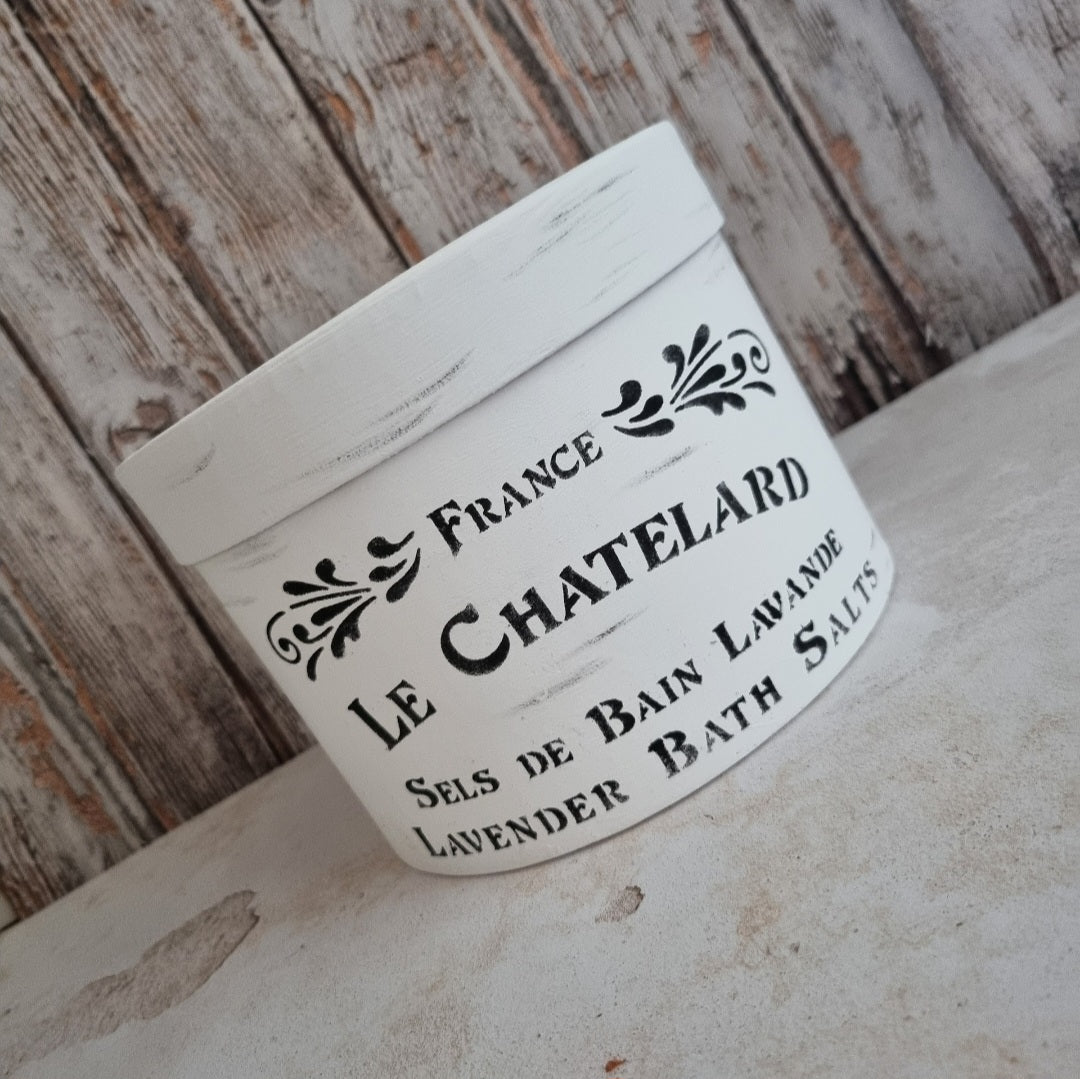 France
Le Chatelard
Sels de Bain Lavande
Lavender Bath Salts